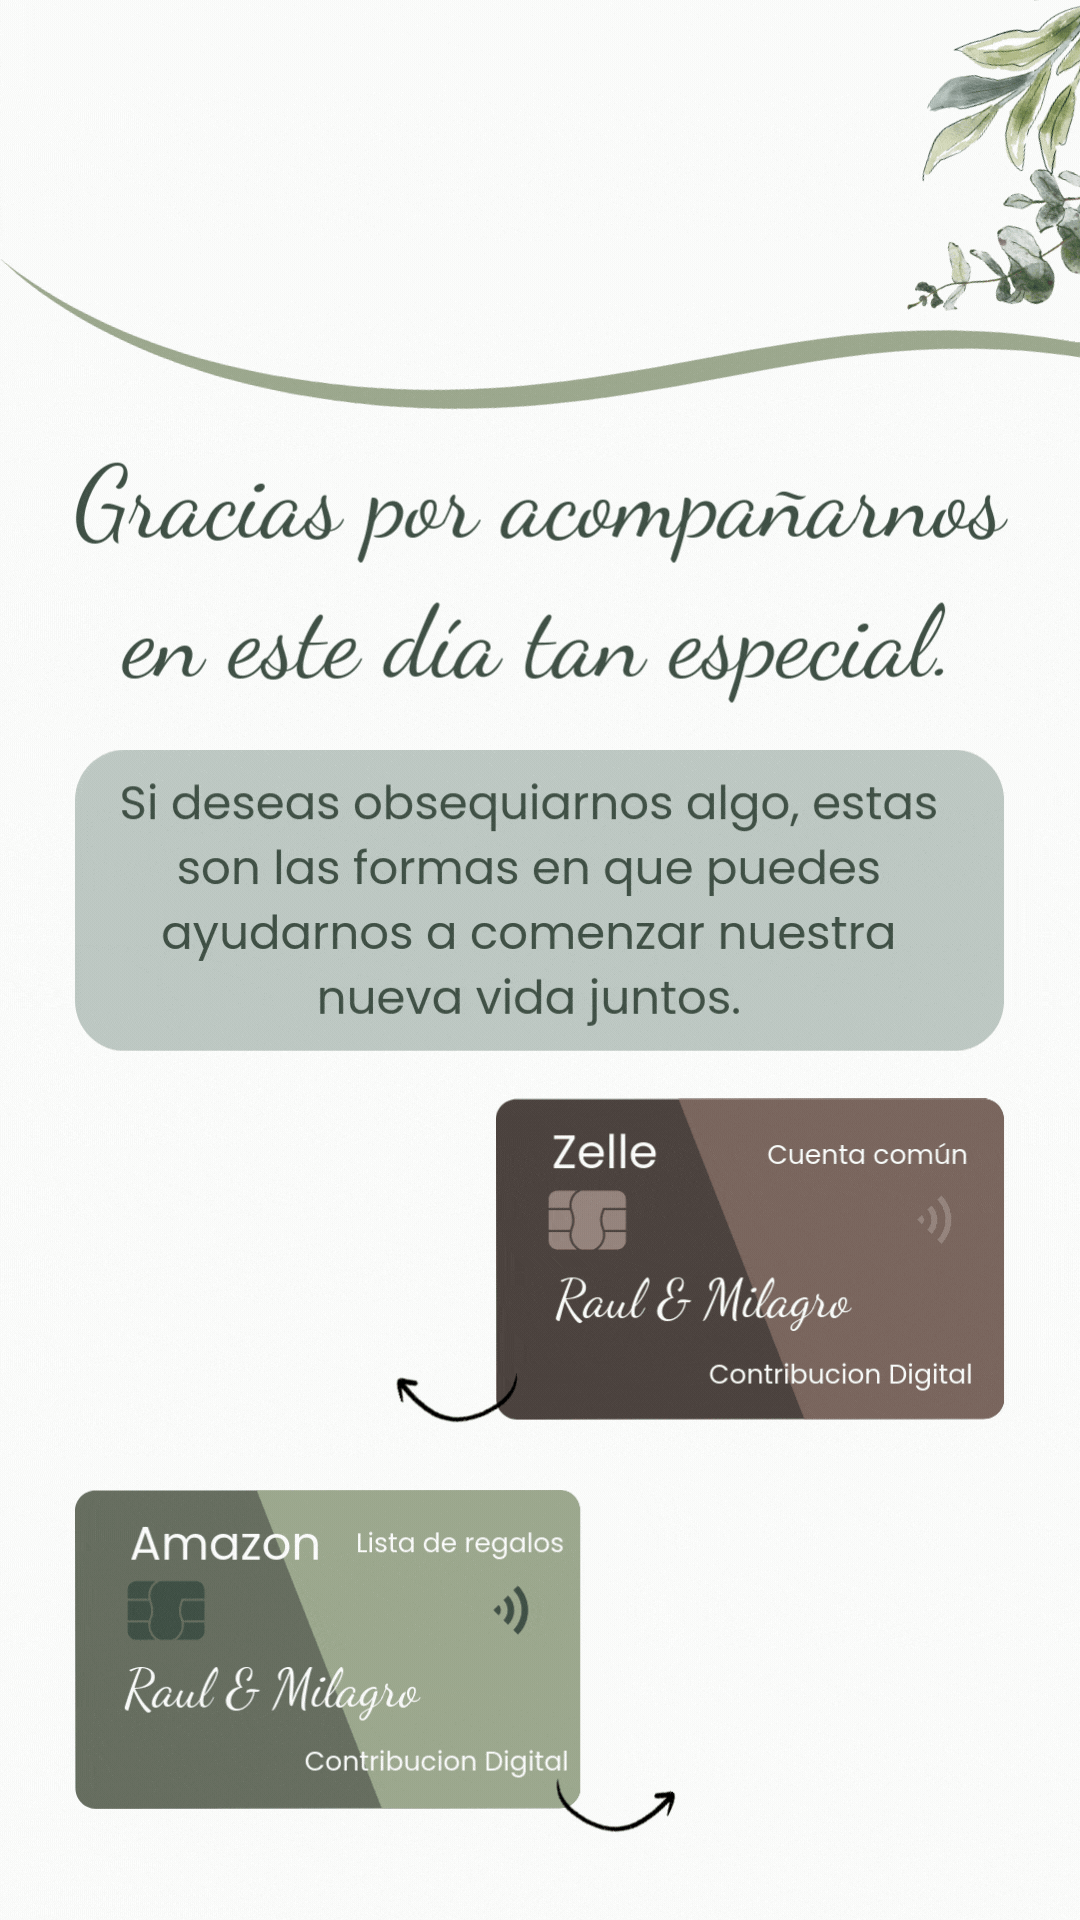 Gracias por acompañarnos
en este día tan especial.
Si deseas obsequiarnos algo, estas
son las formas en que puedes
ayudarnos a comenzar nuestra
nueva vida juntos.
Zelle
Cuenta común
Raul & Milagro
Contribucion Digital
Amazon
Lista de regalos
Raul & Milagro
Contribucion Digital